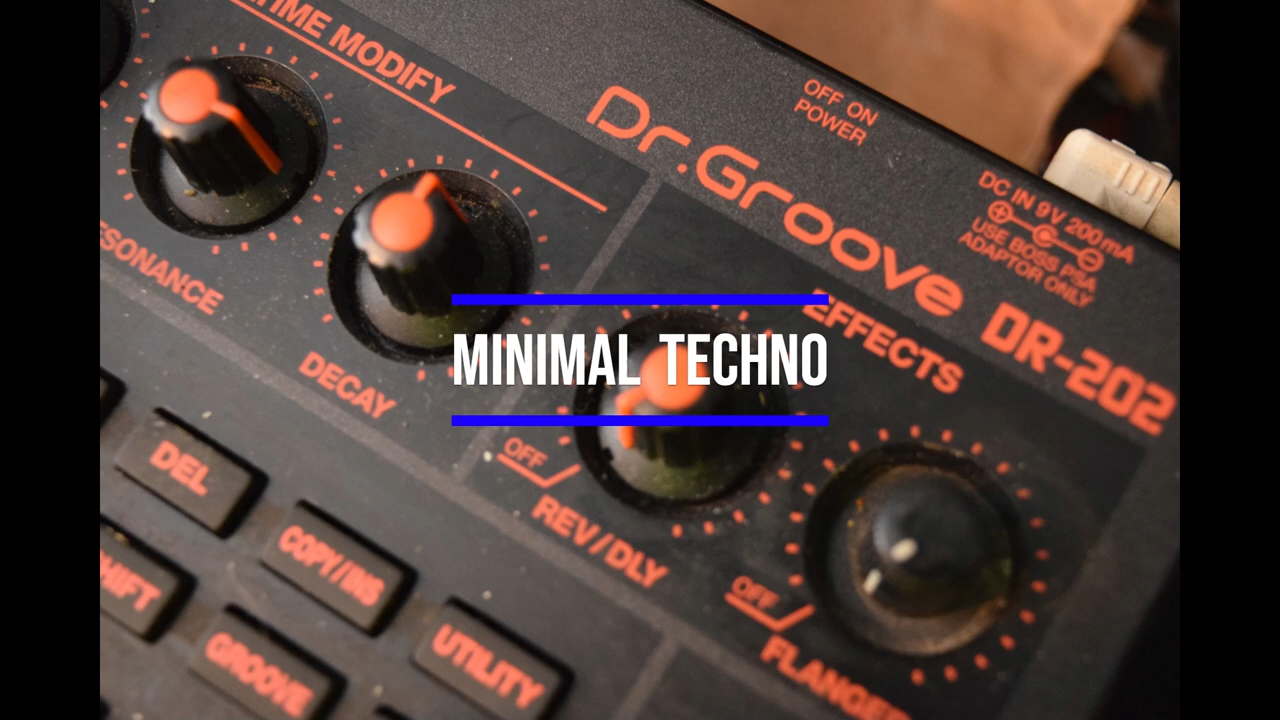 TIME MODIFY
OFF ON
POWER
Dr.Groove DR-202
DC IN 9V 200mA
USE BOSS PSA
ADAPTOR ONLY
RESONANCE
DECAY
EFFECTS
MINIMAL TECHNO
OFF
REV/DLY
OFF
FLANGER
DEL
COPY/INS
SHIFT
GROOVE
UTILITY